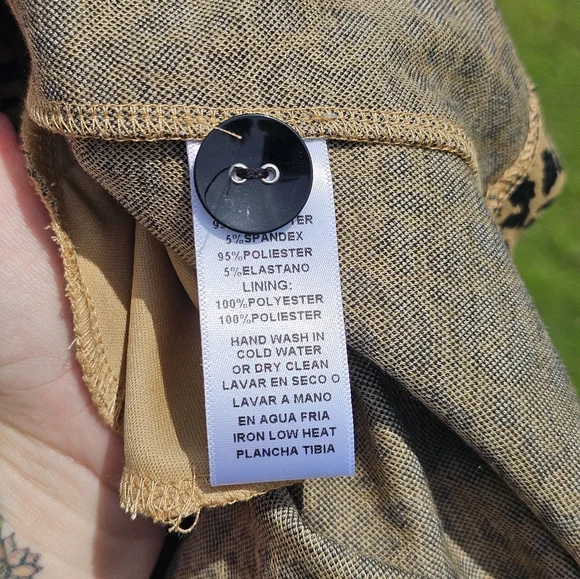 5%SPANDEX
95%POLIESTER
5%ELASTANO
LINING:
100%POLYESTER
100%POLIESTER
HAND WASH IN
COLD WATER
OR DRY CLEAN
LAVAR EN SECO O
LAVAR A MANO
EN AGUA FRIA
IRON LOW HEAT
PLANCHA TIBIA